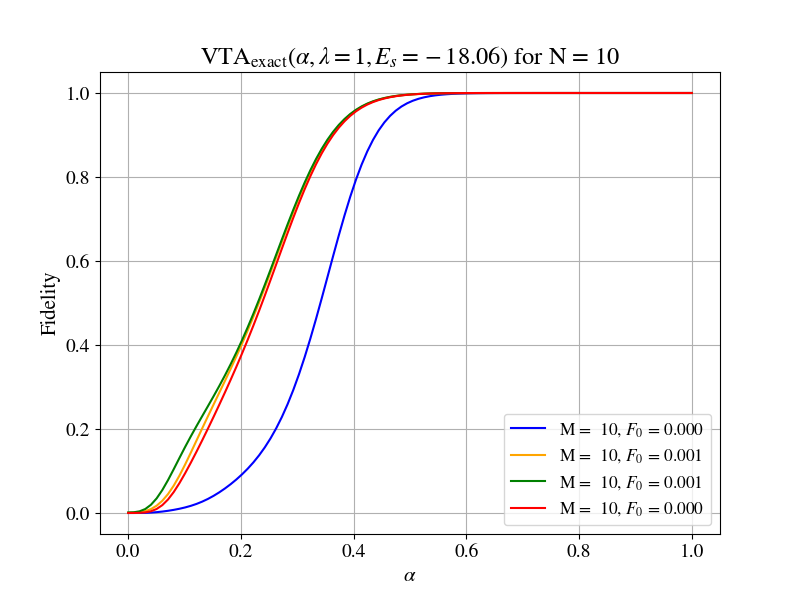 VTA_exact(α, λ = 1, E_s = −18.06) for N = 10
Fidelity
1.0
0.8
0.6
0.4
0.2
0.0
M = 10, F_0 = 0.000
M = 10, F_0 = 0.001
M = 10, F_0 = 0.001
M = 10, F_0 = 0.000
0.0 0.2 0.4 0.6 0.8 1.0
α